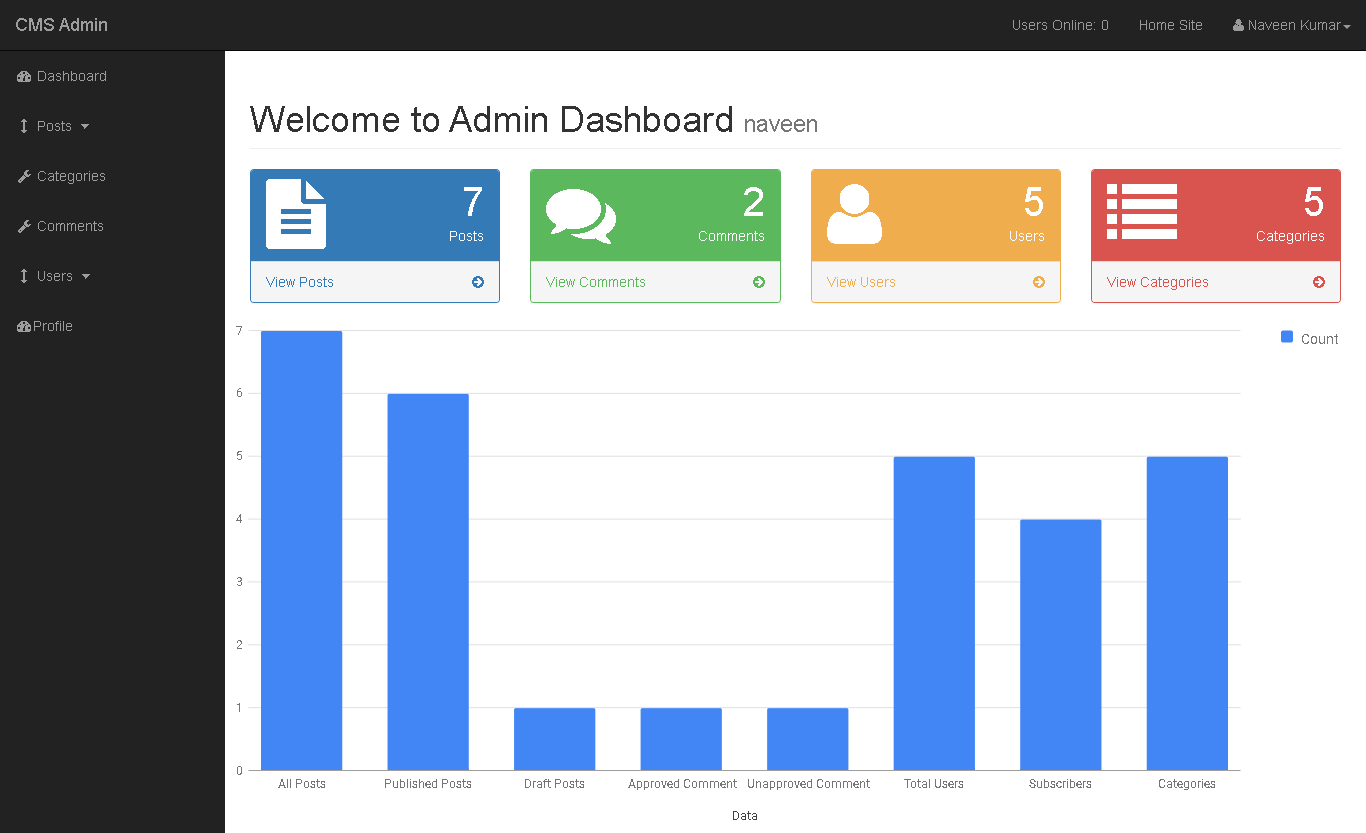 CMS Admin
Users Online: 0 Home Site Naveen Kumar
Dashboard
Posts
Categories
Comments
Users
Profile
Welcome to Admin Dashboard naveen
7
Posts
View Posts
2
Comments
View Comments
5
Users
View Users
5
Categories
View Categories
Count
7
6
5
4
3
2
1
0
All Posts Published Posts Draft Posts Approved Comment Unapproved Comment Total Users Subscribers Categories
Data